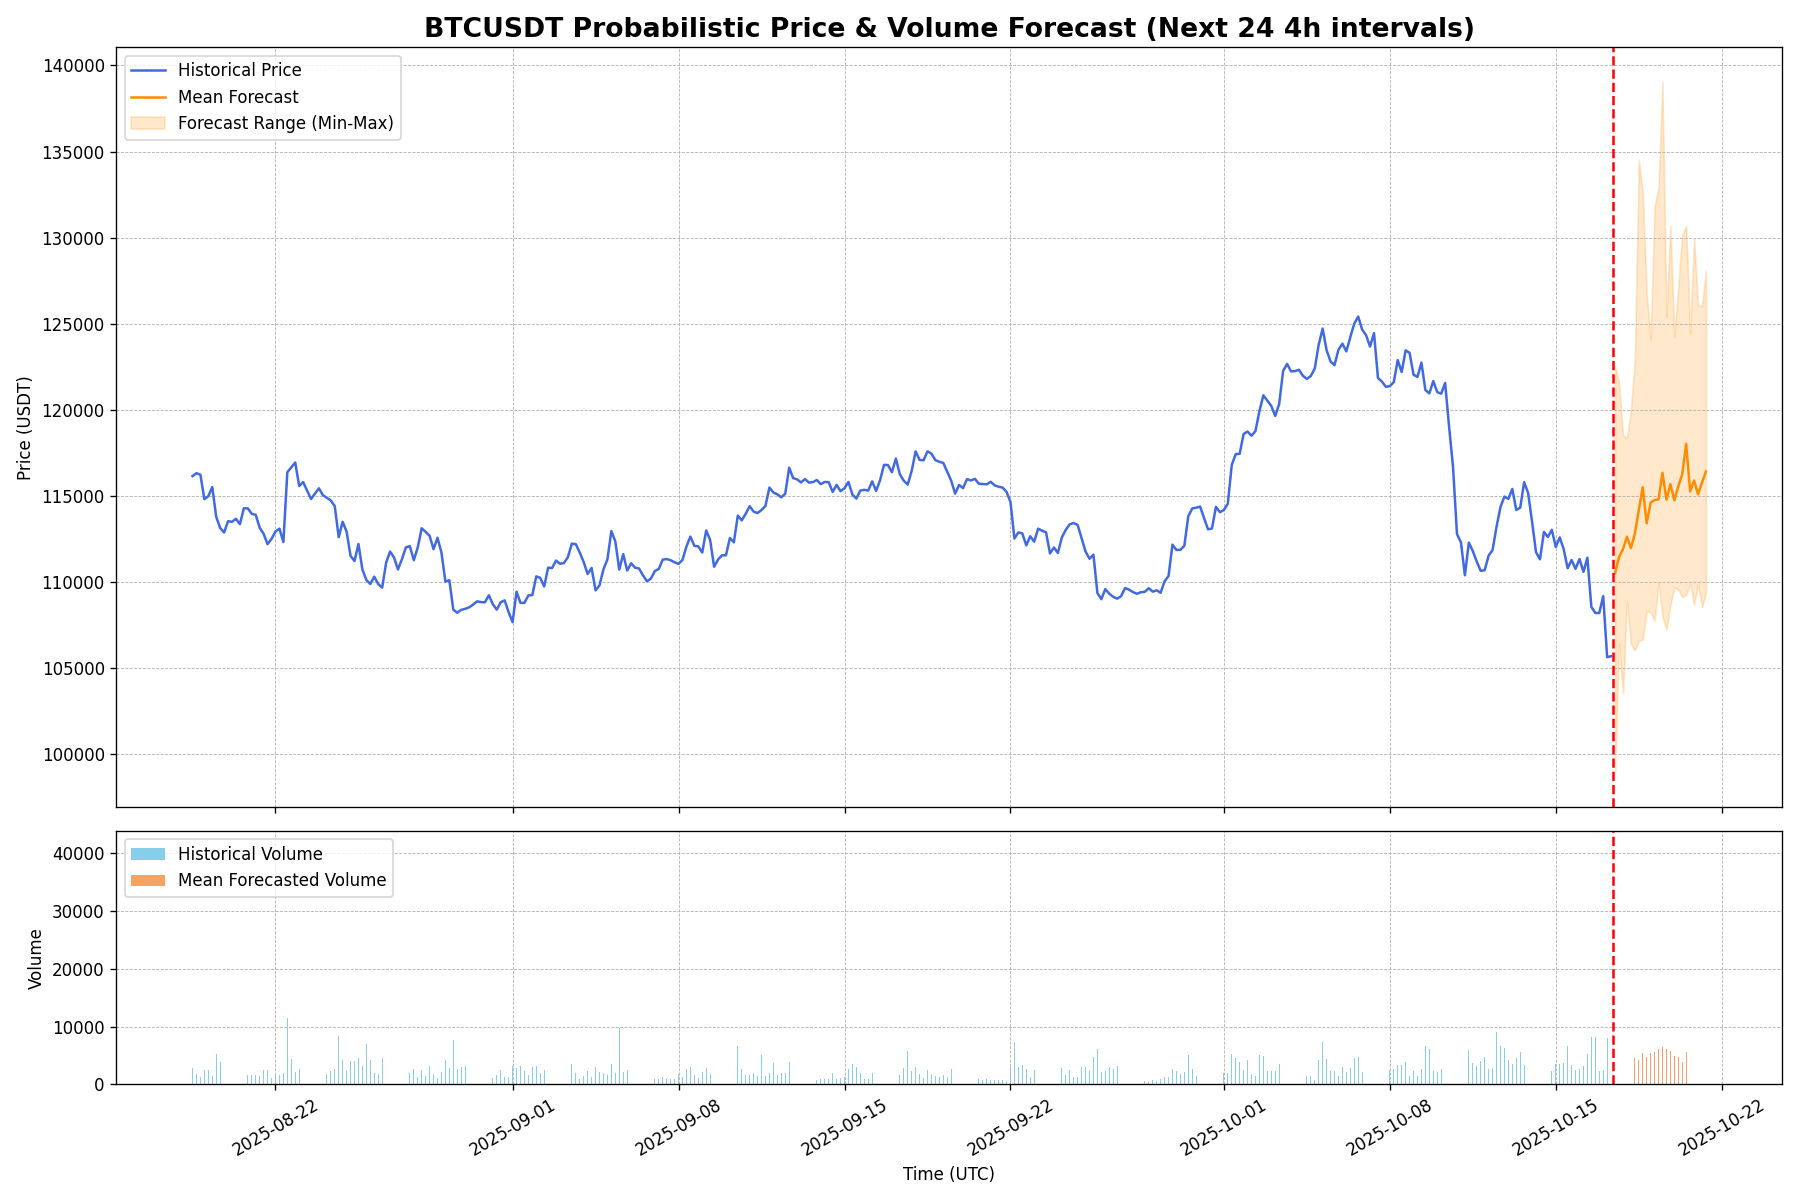 BTCUSDT Probabilistic Price & Volume Forecast (Next 24 4h intervals)
Historical Price
Mean Forecast
Forecast Range (Min-Max)
140000
135000
130000
125000
120000
115000
110000
105000
100000
Price (USDT)
Historical Volume
Mean Forecasted Volume
40000
30000
20000
10000
0
Volume
2025-08-22
2025-09-01
2025-09-08
2025-09-15
2025-09-22
2025-10-01
2025-10-08
2025-10-15
2025-10-22
Time (UTC)